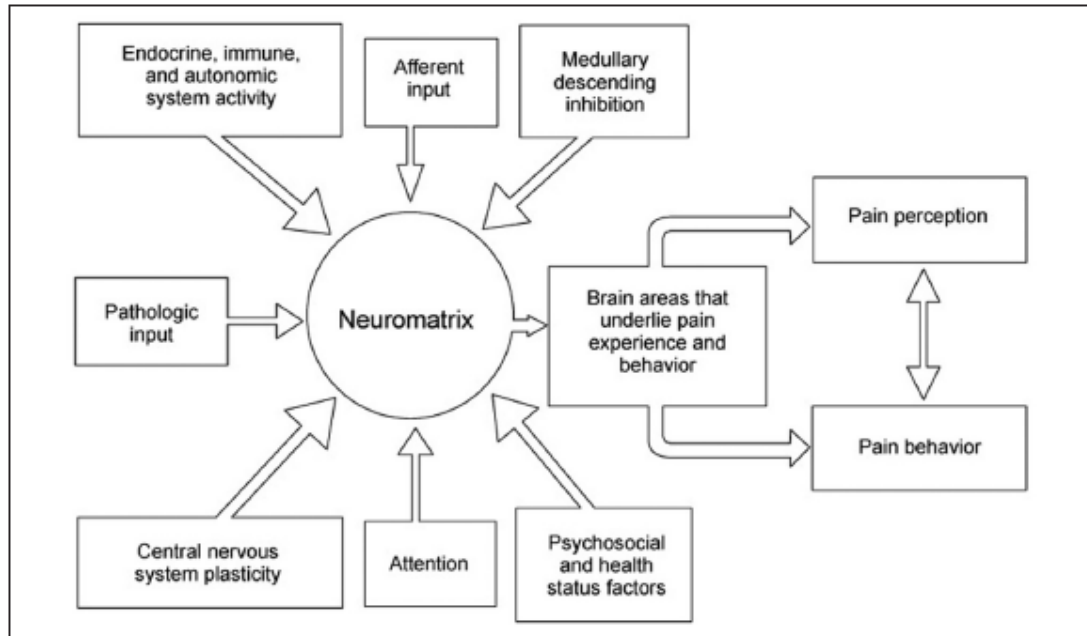 Endocrine, immune,
and autonomic
system activity
Afferent
input
Medullary
descending
inhibition
Pathologic
input
Neuromatrix
Brain areas that
underlie pain
experience and
behavior
Pain perception
Pain behavior
Central nervous
system plasticity
Attention
Psychosocial
and health
status factors